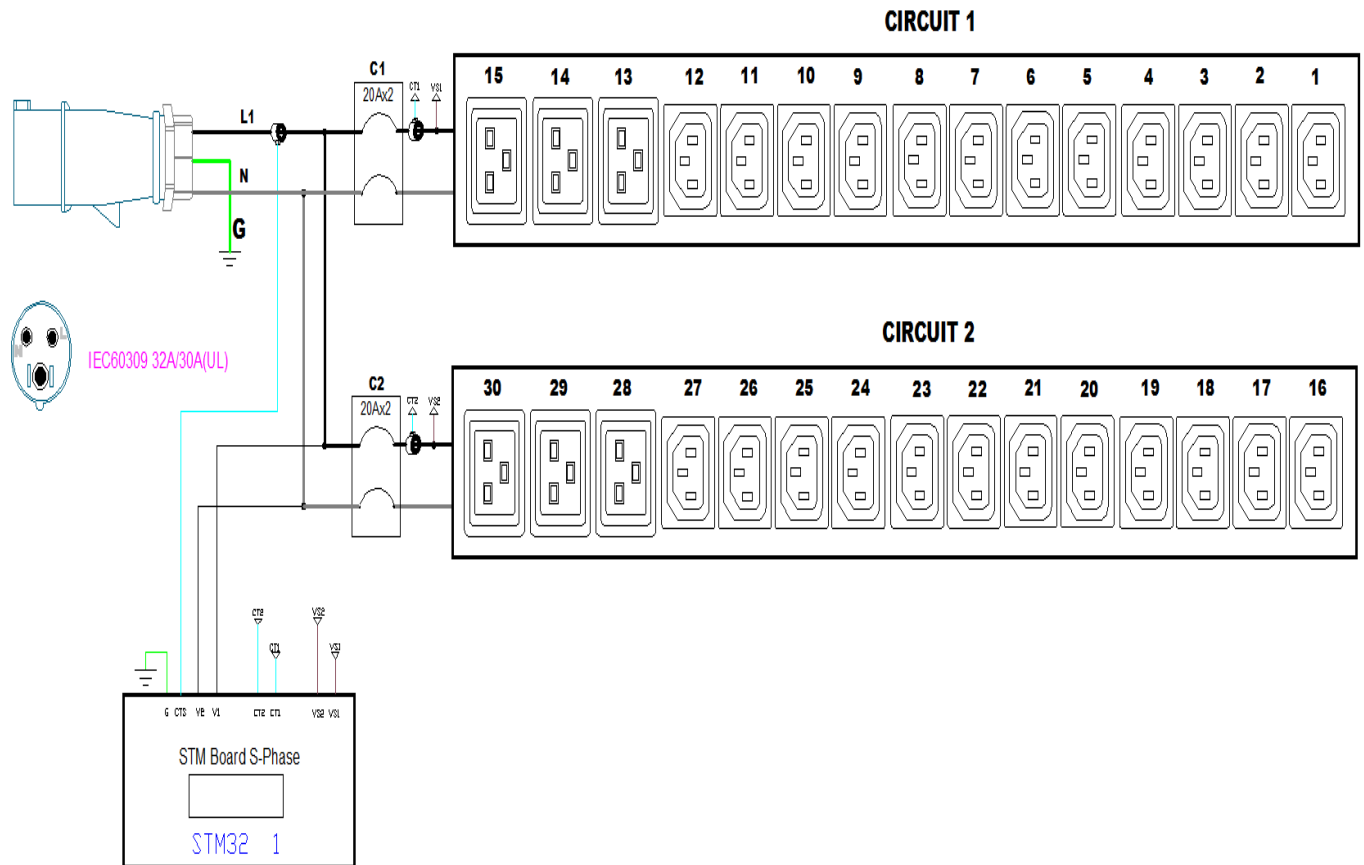 CIRCUIT 1
C1
20Ax2
CT1
VS1
15 14 13 12 11 10 9 8 7 6 5 4 3 2 1
L1
N
G
N L
IEC60309 32A/30A(UL)
CIRCUIT 2
C2
20Ax2
CT2
VS2
30 29 28 27 26 25 24 23 22 21 20 19 18 17 16
CT2
VS2
CT1
VS1
G CT3 V2 V1 CT2 CT1 VS2 VS1
STM Board S-Phase
STM32 1